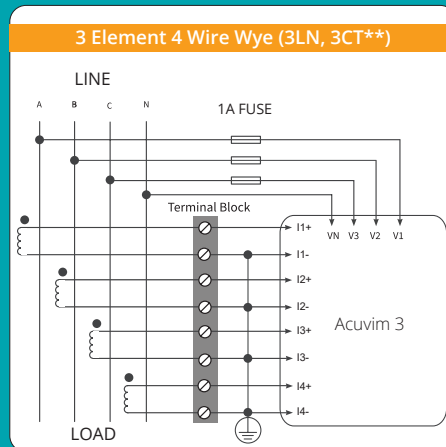 3 Element 4 Wire Wye (3LN, 3CT**)
LINE
A B C N
1A FUSE
Terminal Block
VN V3 V2 V1
I1+
I1-
I2+
I2-
Acuvim 3
I3+
I3-
I4+
I4-
LOAD